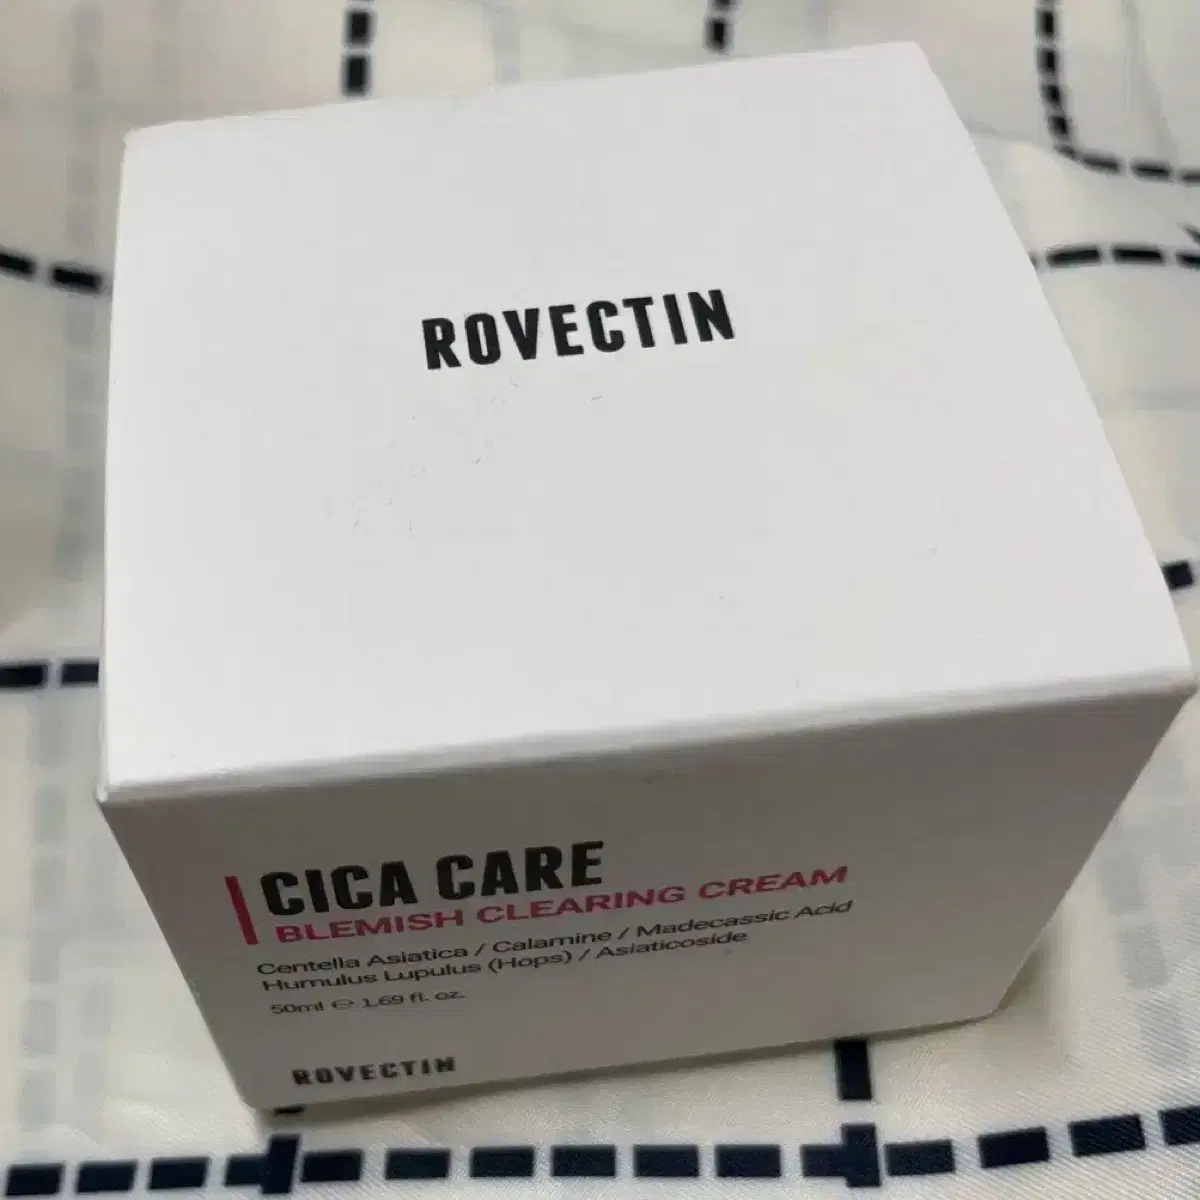 ROVECTIN
CICA CARE
BLEMISH CLEARING CREAM
Centella Asiatica / Calamine / Madecassic Acid
Humulus Lupulus (Hops) / Asiaticoside
50ml ℮ 1.69 fl. oz.
ROVECTIN